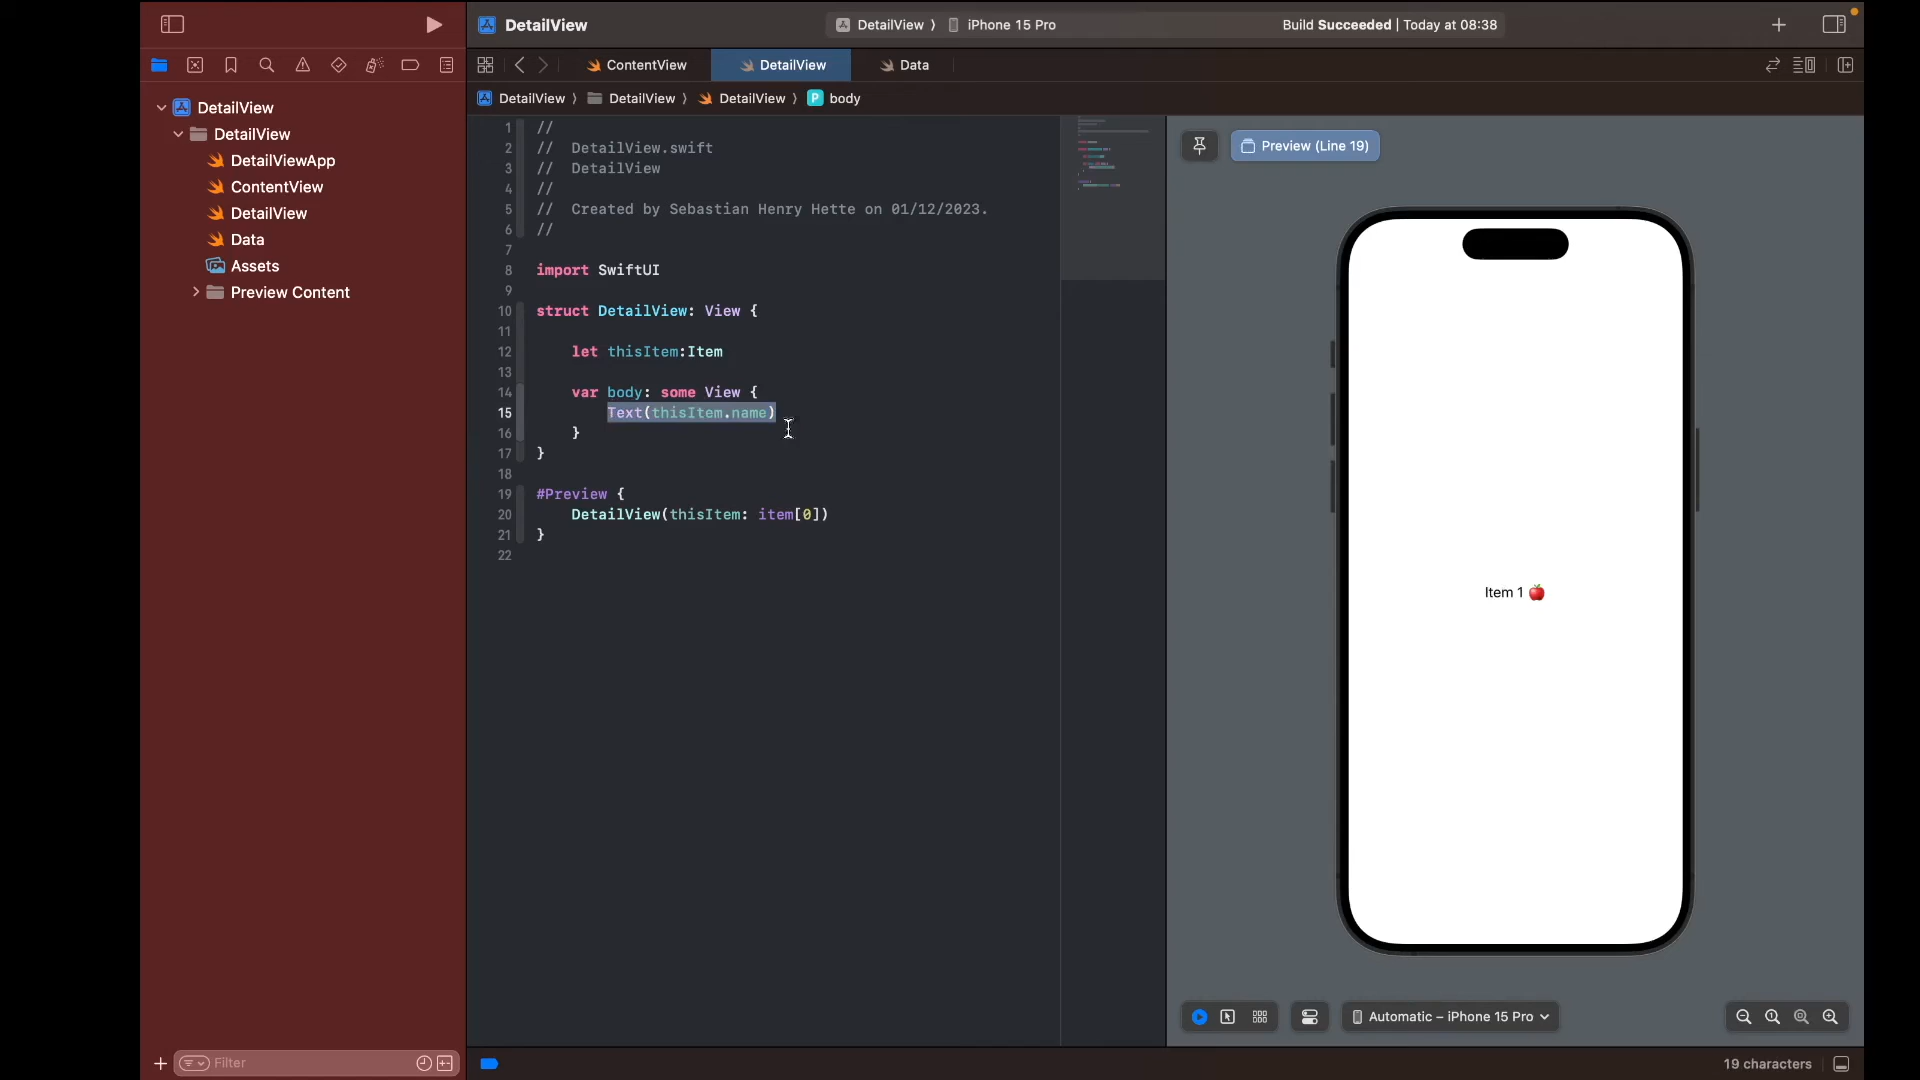 DetailView
DetailView 〉 iPhone 15 Pro
Build Succeeded | Today at 08:38
ContentView
DetailView
Data
DetailView 〉 DetailView 〉 DetailView 〉 P body
DetailView
DetailView
DetailViewApp
ContentView
DetailView
Data
Assets
Preview Content
1 //
2 //  DetailView.swift
3 //  DetailView
4 //
5 //  Created by Sebastian Henry Hette on 01/12/2023.
6 //
7
8 import SwiftUI
9
10 struct DetailView: View {
11
12     let thisItem:Item
13
14     var body: some View {
15         Text(thisItem.name)
16     }
17 }
18
19 #Preview {
20     DetailView(thisItem: item[0])
21 }
22
Preview (Line 19)
Item 1 🍎
Automatic – iPhone 15 Pro
Filter
19 characters